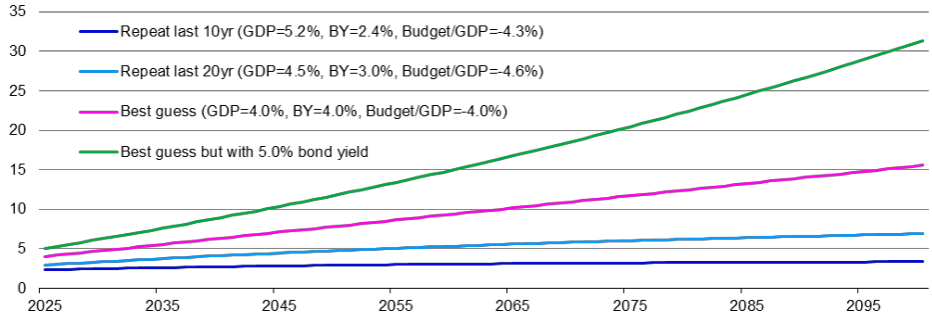 35
30
25
20
15
10
5
0
Repeat last 10yr (GDP=5.2%, BY=2.4%, Budget/GDP=-4.3%)
Repeat last 20yr (GDP=4.5%, BY=3.0%, Budget/GDP=-4.6%)
Best guess (GDP=4.0%, BY=4.0%, Budget/GDP=-4.0%)
Best guess but with 5.0% bond yield
2025 2035 2045 2055 2065 2075 2085 2095